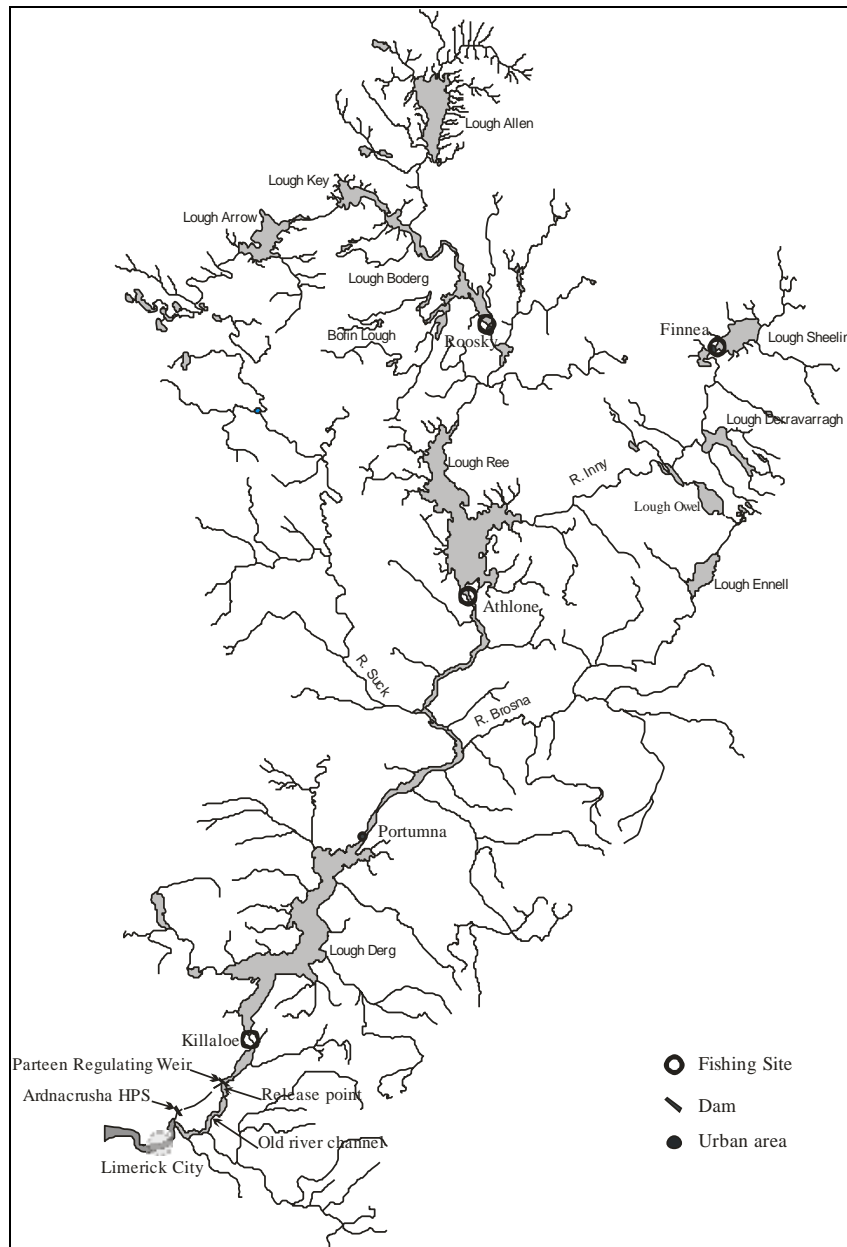 Lough Allen
Lough Key
Lough Arrow
Lough Boderg
Bofin Lough
Roosky
Finnea
Lough Sheelin
Lough Derravarragh
Lough Ree
R. Inny
Lough Owel
Lough Ennell
Athlone
R. Suck
R. Brosna
Portumna
Lough Derg
Killaloe
Parteen Regulating Weir
Ardnacrusha HPS
Release point
Old river channel
Limerick City
Fishing Site
Dam
Urban area